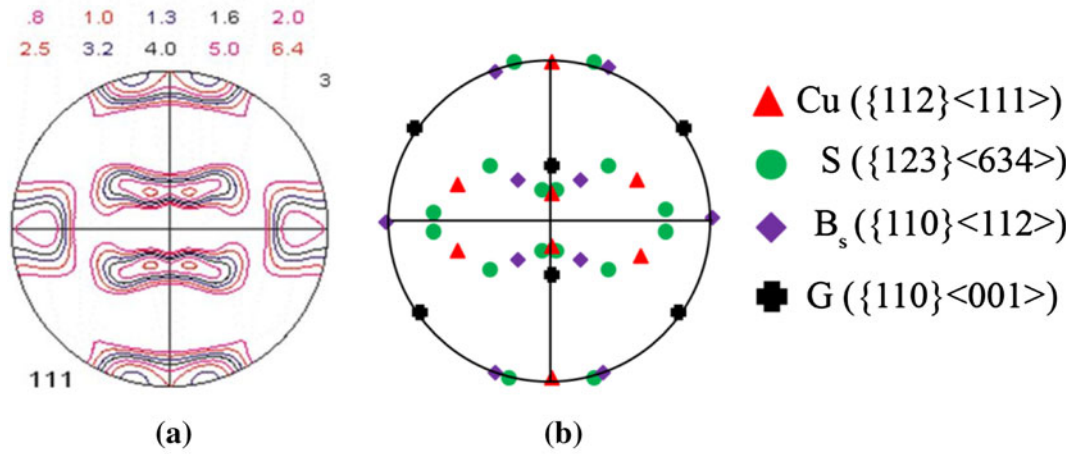 .8 1.0 1.3 1.6 2.0
2.5 3.2 4.0 5.0 6.4
3
111
(a)
(b)
Cu ({112}<111>)
S ({123}<634>)
Bs ({110}<112>)
G ({110}<001>)